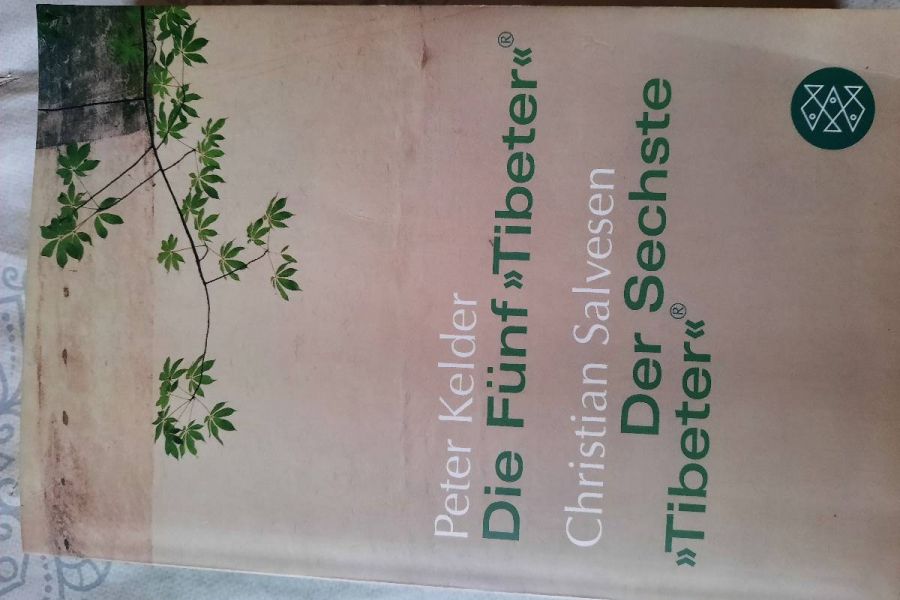 Peter Kelder
Die Fünf »Tibeter«®
Christian Salvesen
Der Sechste
»Tibeter«®